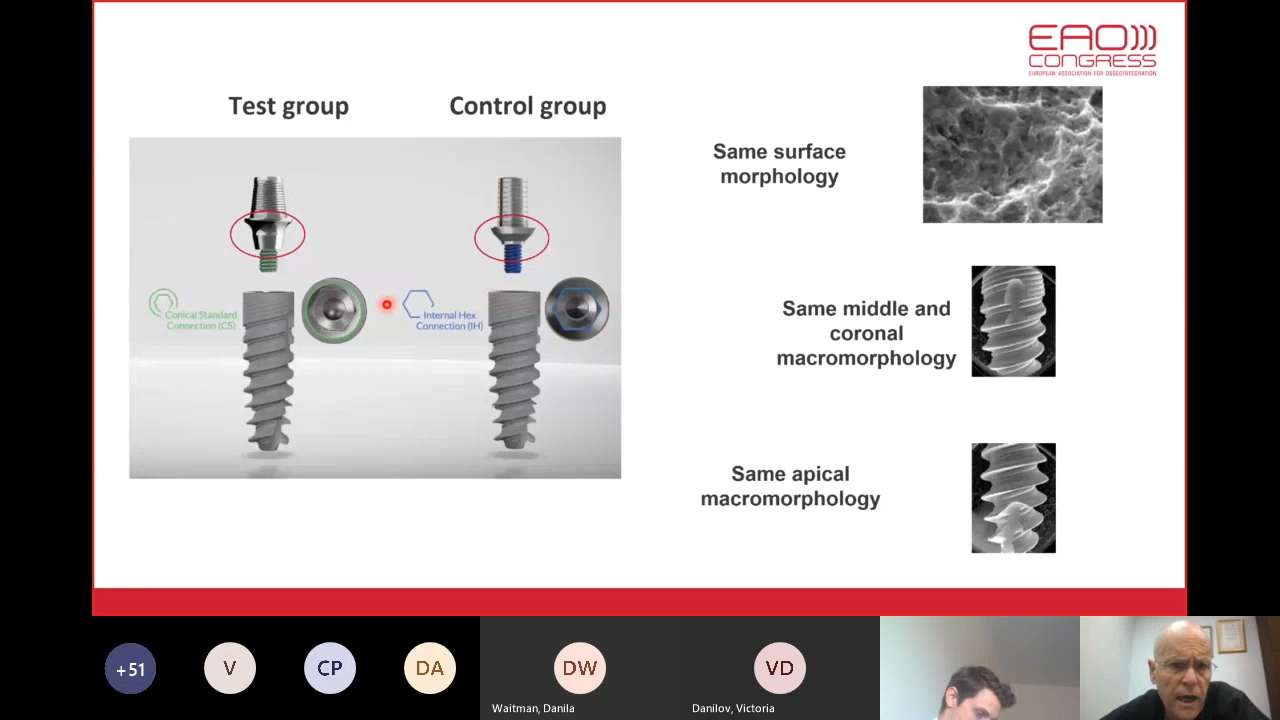 EAO
CONGRESS
EUROPEAN ASSOCIATION FOR OSSEOINTEGRATION
Test group
Control group
Conical Standard
Connection (CS)
Internal Hex
Connection (IH)
Same surface
morphology
Same middle and
coronal
macromorphology
Same apical
macromorphology
+51
V
CP
DA
DW
Waitman, Danila
VD
Danilov, Victoria